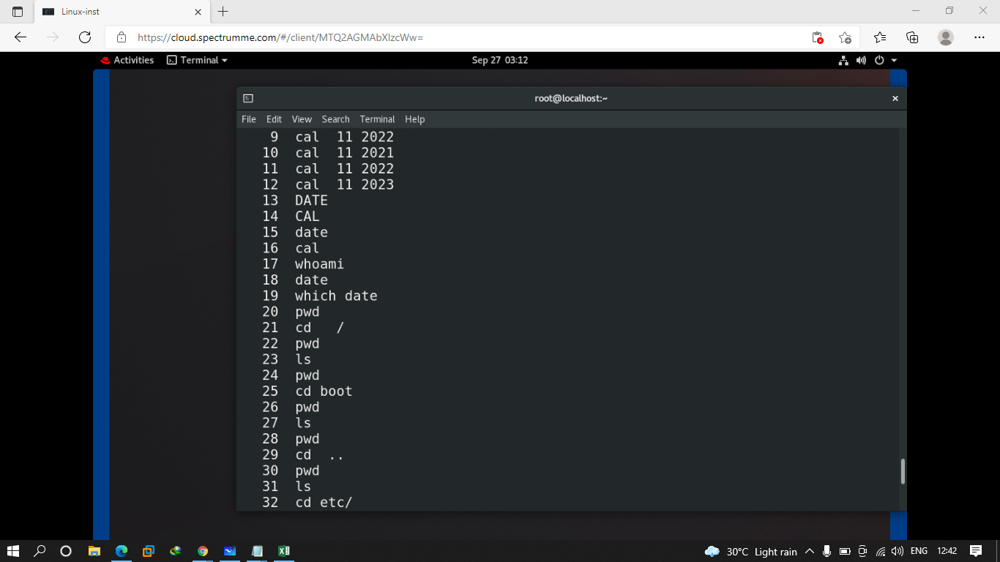 Linux-inst
https://cloud.spectrumme.com/#/client/MTQ2AGMAbXlzcWw=
Activities Terminal Sep 27 03:12
root@localhost:~
File Edit View Search Terminal Help
9 cal  11 2022
10 cal  11 2021
11 cal  11 2022
12 cal  11 2023
13 DATE
14 CAL
15 date
16 cal
17 whoami
18 date
19 which date
20 pwd
21 cd   /
22 pwd
23 ls
24 pwd
25 cd boot
26 pwd
27 ls
28 pwd
29 cd  ..
30 pwd
31 ls
32 cd etc/
30°C Light rain ENG 12:42